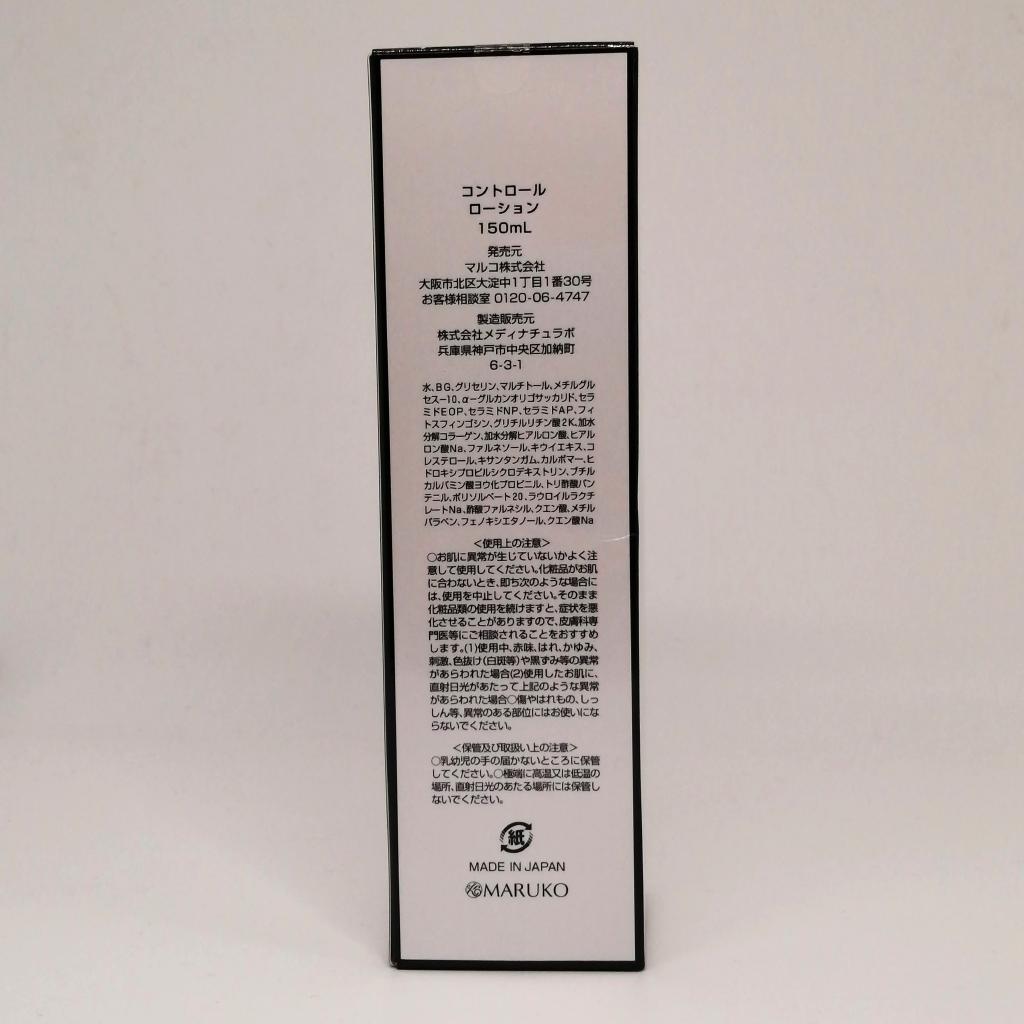 コントロール
ローション
150mL
発売元
マルコ株式会社
大阪市北区大淀中1丁目1番30号
お客様相談室 0120-06-4747
製造販売元
株式会社メディナチュラボ
兵庫県神戸市中央区加納町
6-3-1
水、BG、グリセリン、マルチトール、メチルグル
セス-10、α-グルカンオリゴサッカリド、セラ
ミドEOP、セラミドNP、セラミドAP、フィ
トスフィンゴシン、グリチルリチン酸2K、加水
分解コラーゲン、加水分解ヒアルロン酸、ヒアル
ロン酸Na、ファルネソール、キウイエキス、コ
レステロール、キサンタンガム、カルボマー、ヒ
ドロキシプロピルシクロデキストリン、ブチル
カルバミン酸ヨウ化プロピニル、トリ酢酸パン
テニル、ポリソルベート20、ラウロイルラクチ
レートNa、酢酸ファルネシル、クエン酸、メチル
パラベン、フェノキシエタノール、クエン酸Na
＜使用上の注意＞
○お肌に異常が生じていないかよく注
意して使用してください。化粧品がお肌
に合わないとき、即ち次のような場合に
は、使用を中止してください。そのまま
化粧品類の使用を続けますと、症状を悪
化させることがありますので、皮膚科専
門医等にご相談されることをおすすめ
します。(1)使用中、赤味、はれ、かゆみ、
刺激、色抜け(白斑等)や黒ずみ等の異常
があらわれた場合(2)使用したお肌に、
直射日光があたって上記のような異常
があらわれた場合○傷やはれもの、しっ
しん等、異常のある部位にはお使いにな
らないでください。
＜保管及び取扱い上の注意＞
○乳幼児の手の届かないところに保管
してください。○極端に高温又は低温の
場所、直射日光のあたる場所には保管し
ないでください。
紙
MADE IN JAPAN
MARUKO